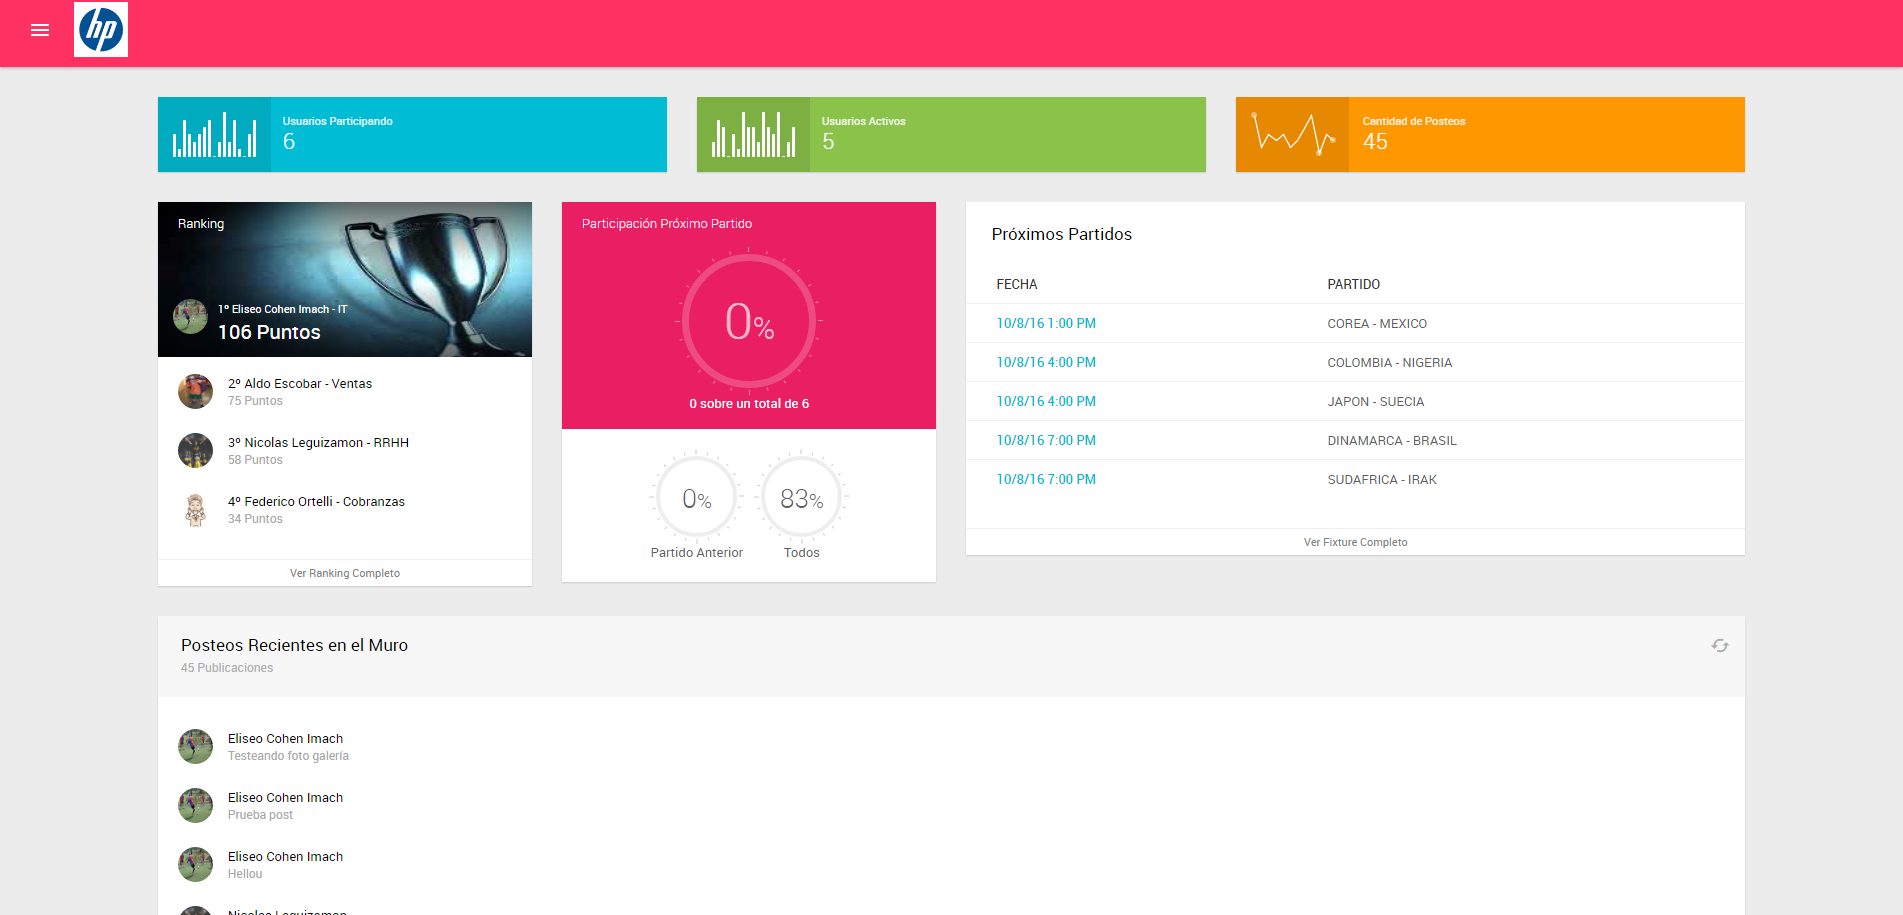 hp
Usuarios Participando
6
Usuarios Activos
5
Cantidad de Posteos
45
Ranking
1º Eliseo Cohen Imach - IT
106 Puntos
2º Aldo Escobar - Ventas
75 Puntos
3º Nicolas Leguizamon - RRHH
58 Puntos
4º Federico Ortelli - Cobranzas
34 Puntos
Ver Ranking Completo
Participación Próximo Partido
0%
0 sobre un total de 6
0%
83%
Partido Anterior
Todos
Próximos Partidos
FECHA PARTIDO
10/8/16 1:00 PM COREA - MEXICO
10/8/16 4:00 PM COLOMBIA - NIGERIA
10/8/16 4:00 PM JAPON - SUECIA
10/8/16 7:00 PM DINAMARCA - BRASIL
10/8/16 7:00 PM SUDAFRICA - IRAK
Ver Fixture Completo
Posteos Recientes en el Muro
45 Publicaciones
Eliseo Cohen Imach
Testeando foto galería
Eliseo Cohen Imach
Prueba post
Eliseo Cohen Imach
Hellou
Nicolas Leguizamon